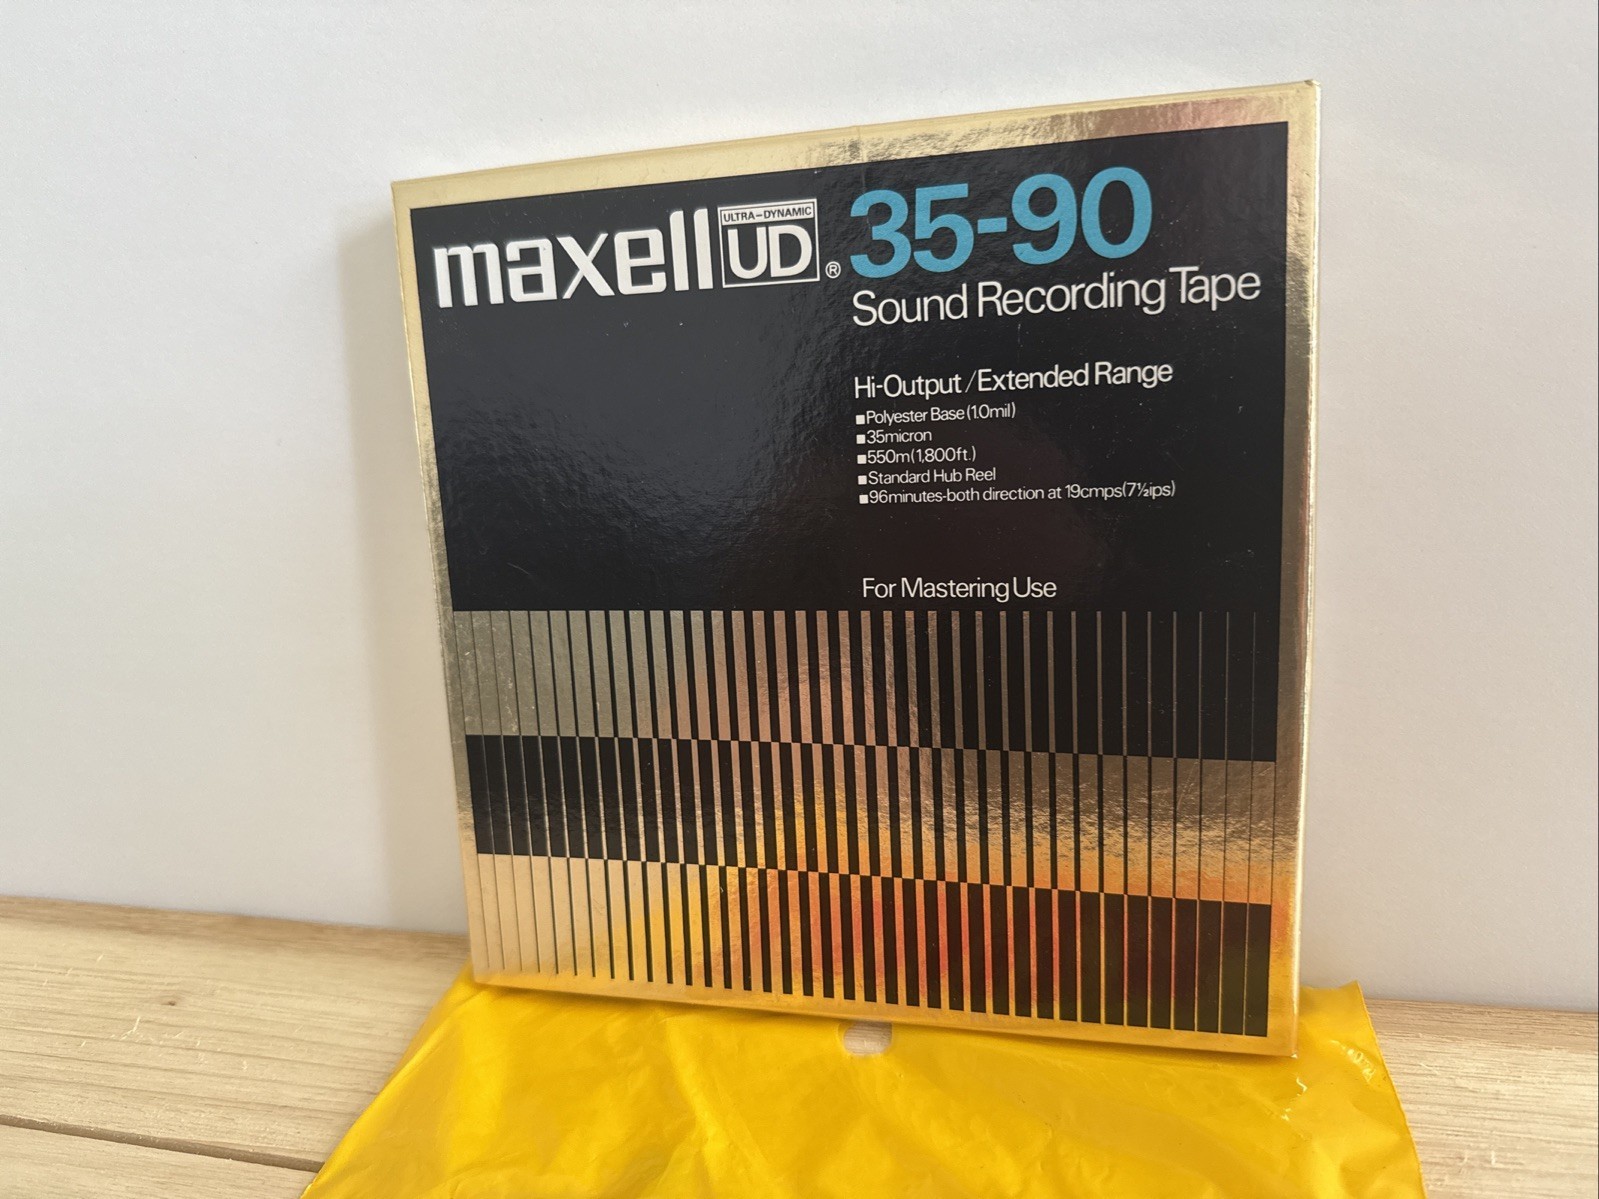 maxell ULTRA-DYNAMIC UD® 35-90
Sound Recording Tape
Hi-Output/Extended Range
■Polyester Base(1.0mil)
■35micron
■550m(1,800ft.)
■Standard Hub Reel
■96minutes-both direction at 19cmps(7½ips)
For Mastering Use